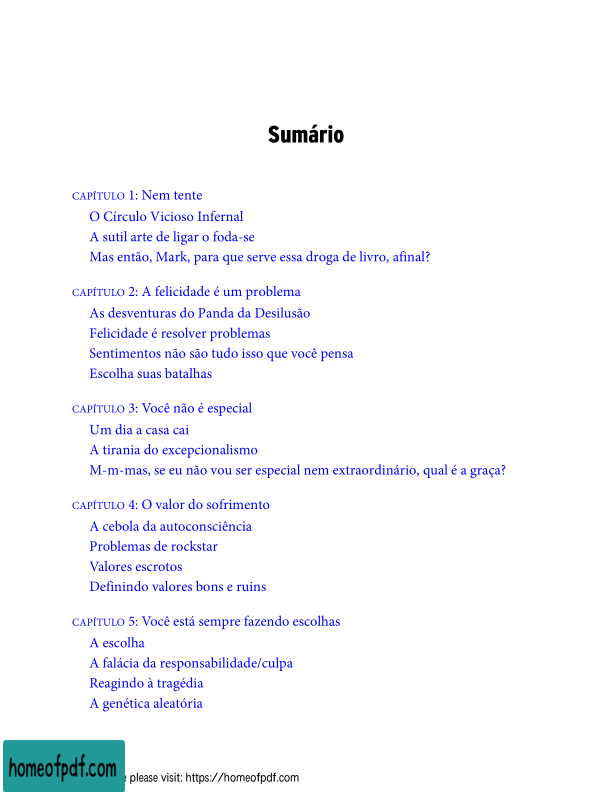 Sumário
CAPÍTULO 1: Nem tente
O Círculo Vicioso Infernal
A sutil arte de ligar o foda-se
Mas então, Mark, para que serve essa droga de livro, afinal?
CAPÍTULO 2: A felicidade é um problema
As desventuras do Panda da Desilusão
Felicidade é resolver problemas
Sentimentos não são tudo isso que você pensa
Escolha suas batalhas
CAPÍTULO 3: Você não é especial
Um dia a casa cai
A tirania do excepcionalismo
M-m-mas, se eu não vou ser especial nem extraordinário, qual é a graça?
CAPÍTULO 4: O valor do sofrimento
A cebola da autoconsciência
Problemas de rockstar
Valores escrotos
Definindo valores bons e ruins
CAPÍTULO 5: Você está sempre fazendo escolhas
A escolha
A falácia da responsabilidade/culpa
Reagindo à tragédia
A genética aleatória
homeofpdf.com
please visit: https://homeofpdf.com